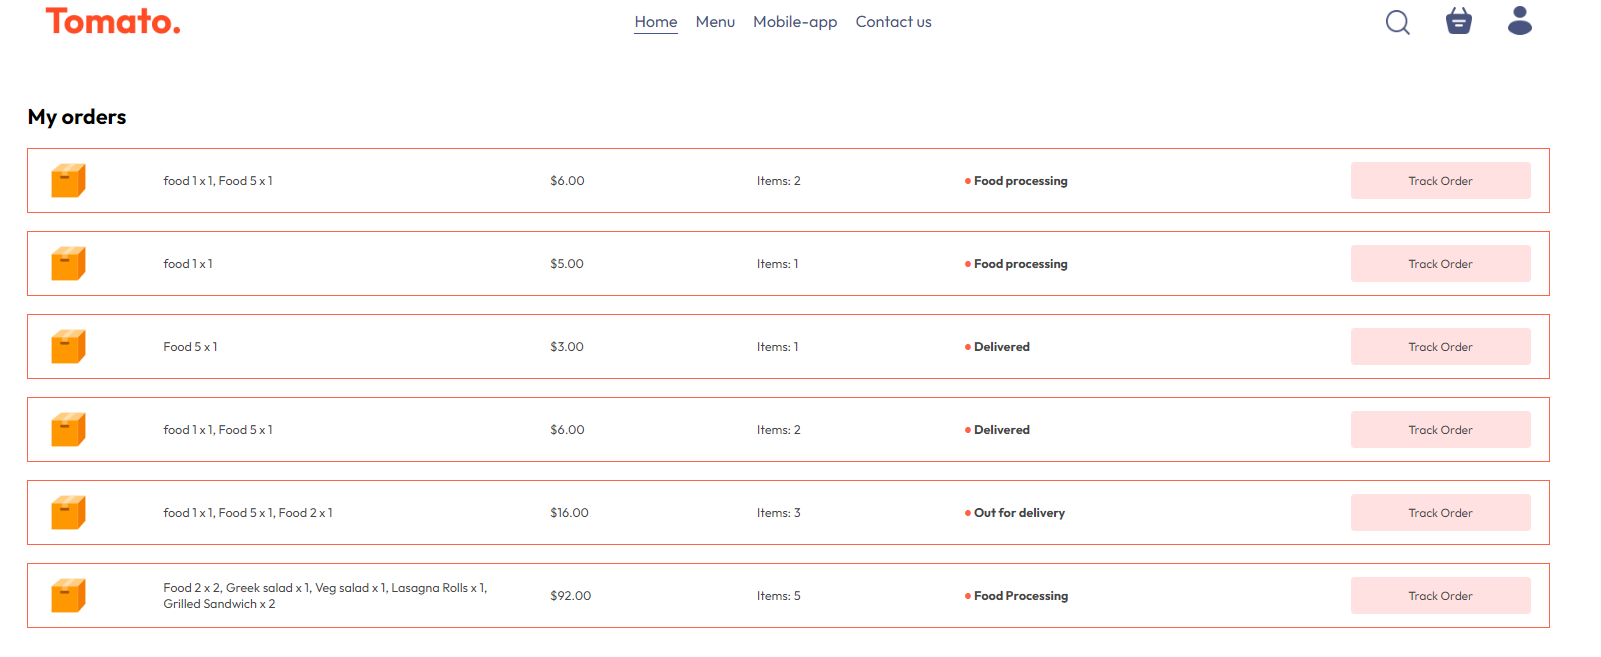 Tomato.
Home Menu Mobile-app Contact us
My orders
food 1 x 1, Food 5 x 1 $6.00 Items: 2 • Food processing Track Order
food 1 x 1 $5.00 Items: 1 • Food processing Track Order
Food 5 x 1 $3.00 Items: 1 • Delivered Track Order
food 1 x 1, Food 5 x 1 $6.00 Items: 2 • Delivered Track Order
food 1 x 1, Food 5 x 1, Food 2 x 1 $16.00 Items: 3 • Out for delivery Track Order
Food 2 x 2, Greek salad x 1, Veg salad x 1, Lasagna Rolls x 1,
Grilled Sandwich x 2
$92.00 Items: 5 • Food Processing Track Order